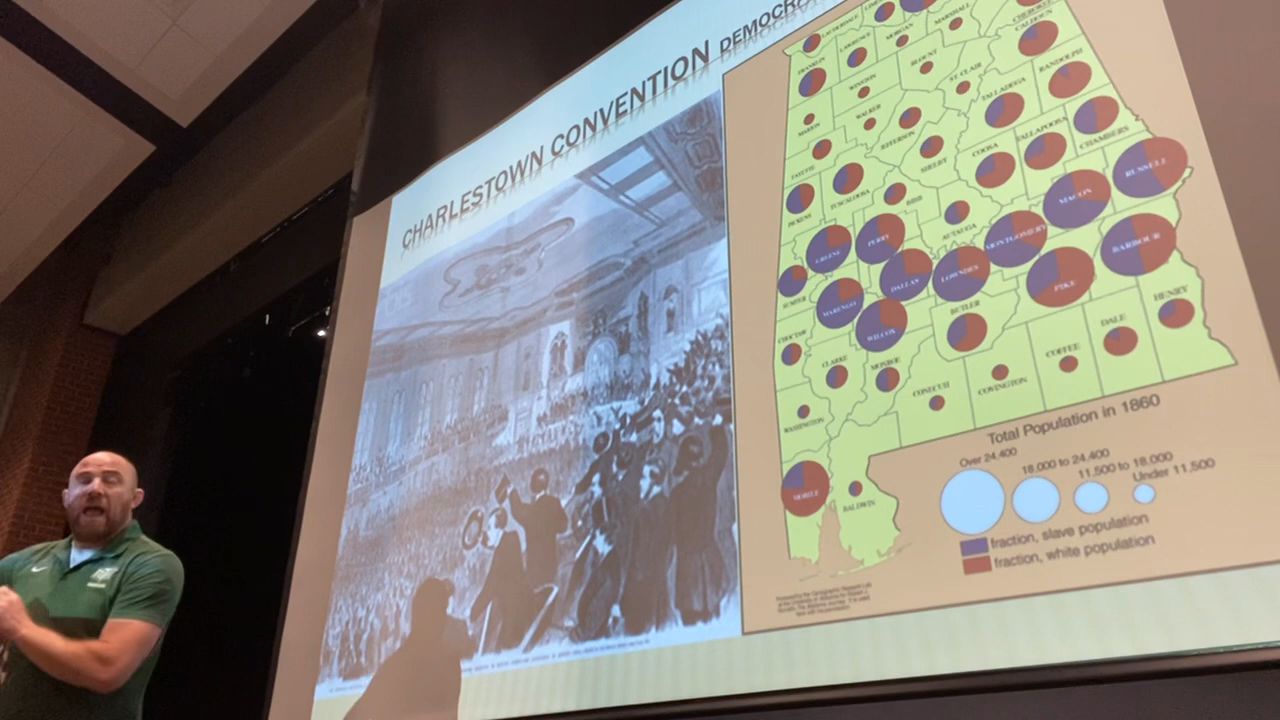 CHARLESTOWN CONVENTION DEMOCRA
LAUDERDALE
LAWRENCE
MORGAN
MARSHALL
CHEROKEE
CALHOUN
FRANKLIN
WINSTON
BLOUNT
ST. CLAIR
RANDOLPH
MARION
WALKER
JEFFERSON
TALLADEGA
FAYETTE
SHELBY
COOSA
TALLAPOOSA
CHAMBERS
PICKENS
TUSCALOOSA
BIBB
AUTAUGA
RUSSELL
MACON
GREENE
PERRY
MONTGOMERY
BARBOUR
SUMTER
MARENGO
DALLAS
LOWNDES
PIKE
WILCOX
BUTLER
HENRY
CHOCTAW
CLARKE
MONROE
CONECUH
COVINGTON
COFFEE
DALE
WASHINGTON
MOBILE
BALDWIN
Total Population in 1860
Over 24,400
18,000 to 24,400
11,500 to 18,000
Under 11,500
fraction, slave population
fraction, white population